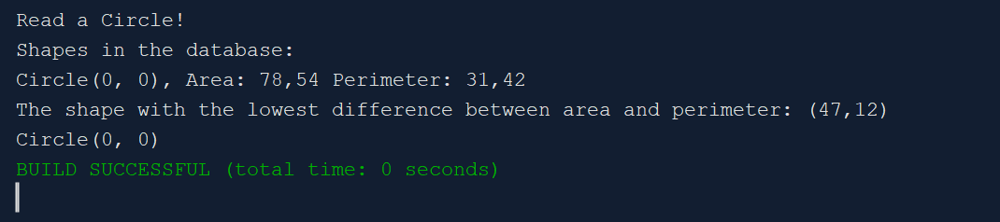 Read a Circle!
Shapes in the database:
Circle(0, 0), Area: 78,54 Perimeter: 31,42
The shape with the lowest difference between area and perimeter: (47,12)
Circle(0, 0)
BUILD SUCCESSFUL (total time: 0 seconds)